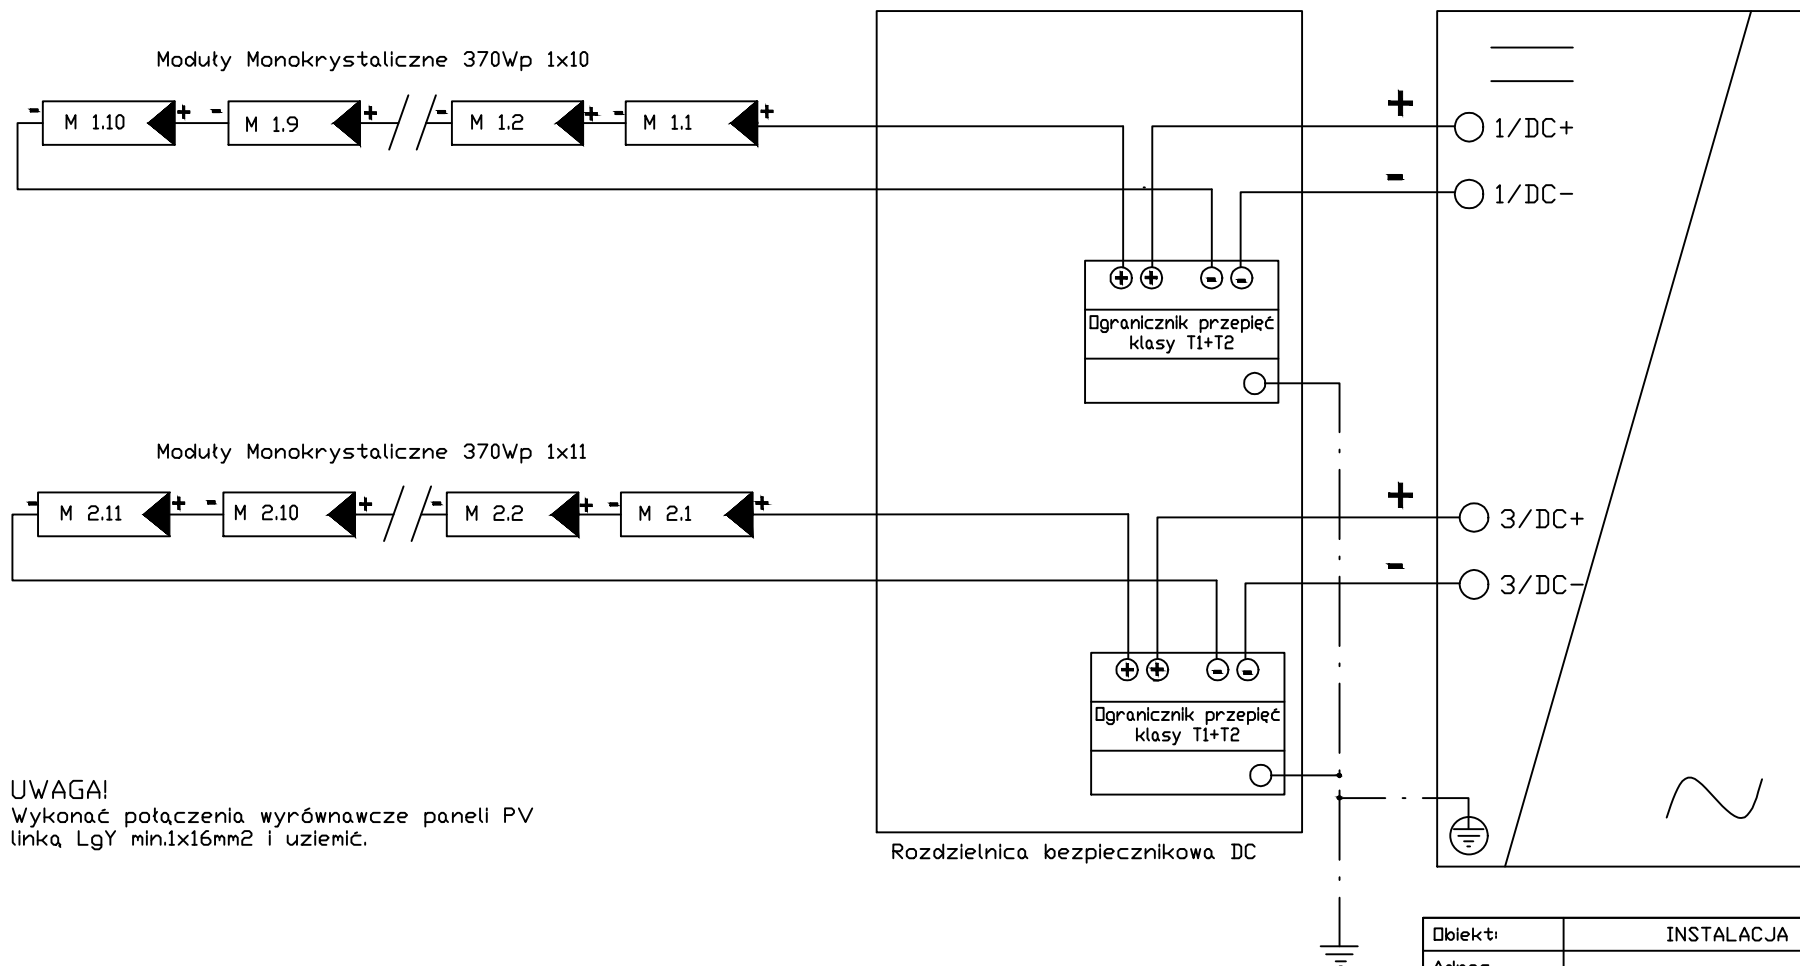 Moduły Monokrystaliczne 370Wp 1x10
- M 1.10 + - M 1.9 + - M 1.2 + - M 1.1 +
+
1/DC+
-
1/DC-
+ + - -
Ogranicznik przepięć
klasy T1+T2
Moduły Monokrystaliczne 370Wp 1x11
- M 2.11 + - M 2.10 + - M 2.2 + - M 2.1 +
+
3/DC+
-
3/DC-
+ + - -
Ogranicznik przepięć
klasy T1+T2
UWAGA!
Wykonać połączenia wyrównawcze paneli PV
linką LgY min.1x16mm2 i uziemić.
Rozdzielnica bezpiecznikowa DC
Obiekt: INSTALACJA